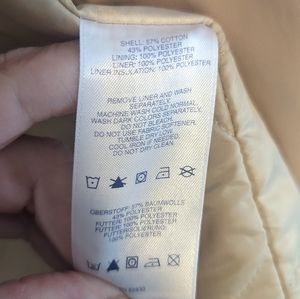 SHELL: 57% COTTON
43% POLYESTER
LINING: 100% POLYESTER
LINER: 100% POLYESTER
LINER INSULATION: 100% POLYESTER
REMOVE LINER AND WASH
SEPARATELY.
MACHINE WASH COLD NORMAL.
WASH DARK COLORS SEPARATELY.
DO NOT BLEACH.
DO NOT USE FABRIC SOFTENER.
TUMBLE DRY LOW.
COOL IRON IF NEEDED.
DO NOT DRY CLEAN.
OBERSTOFF: 57% BAUMWOLLE
43% POLYESTER
FUTTER: 100% POLYESTER
FUTTER: 100% POLYESTER
FUTTERISOLIERUNG:
100% POLYESTER